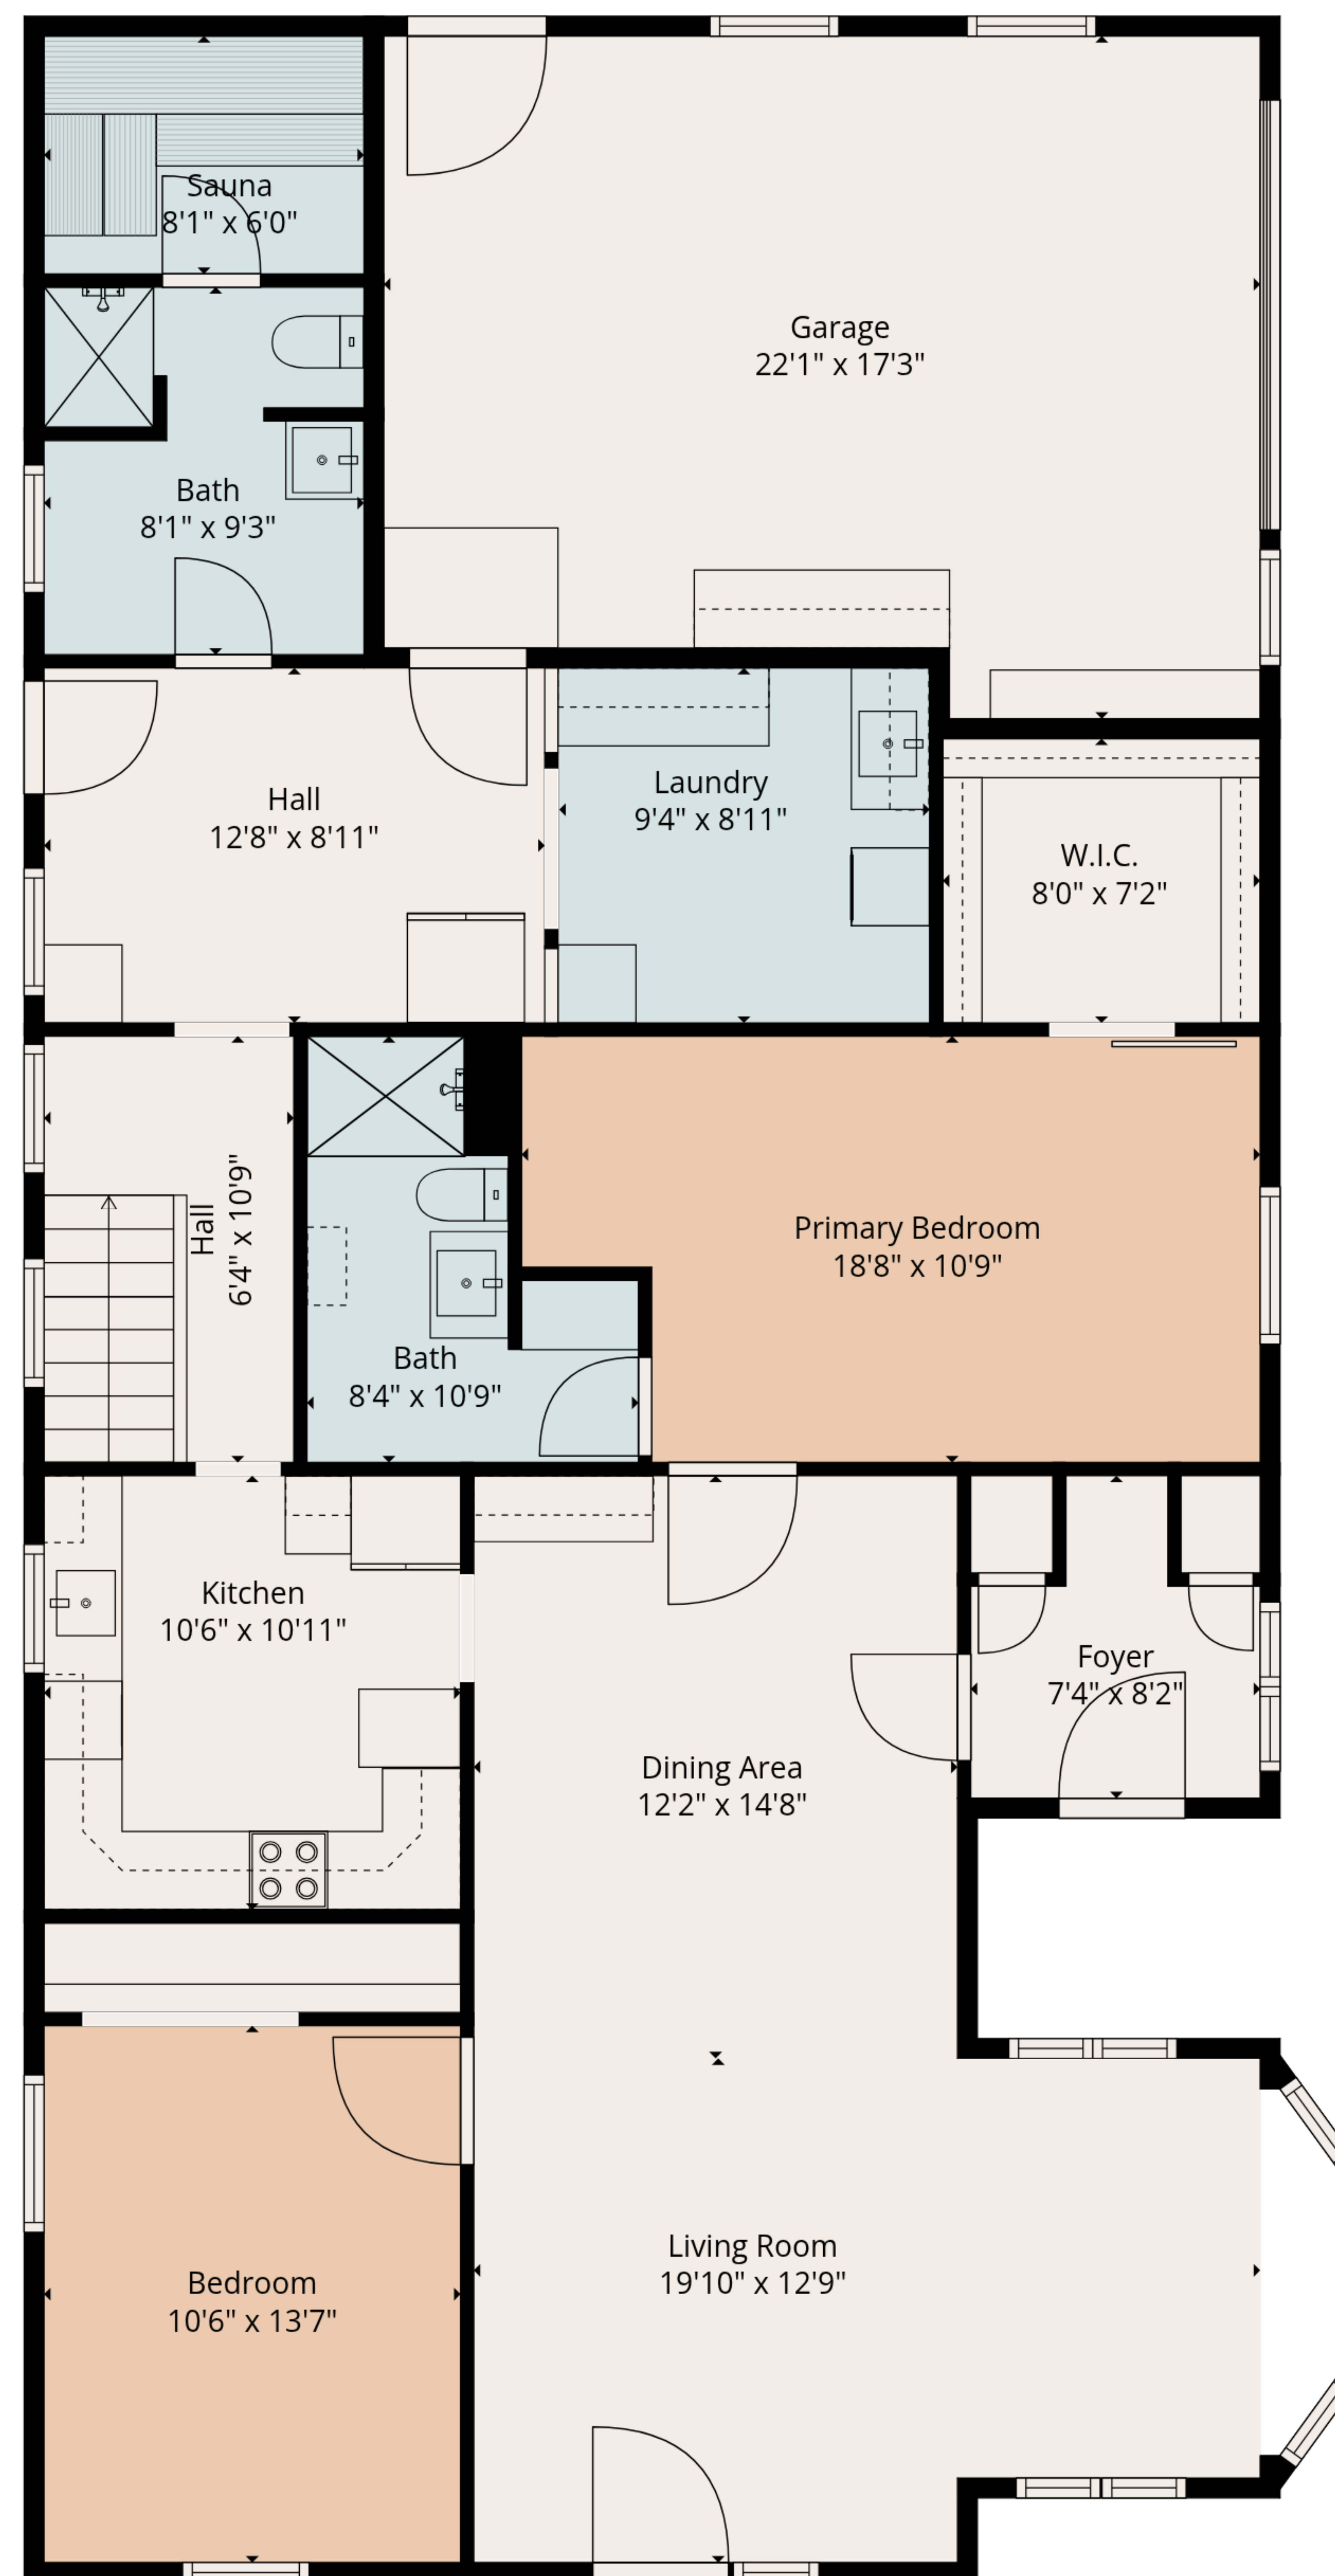 Sauna
8'1" x 6'0"
Garage
22'1" x 17'3"
Bath
8'1" x 9'3"
Hall
12'8" x 8'11"
Laundry
9'4" x 8'11"
W.I.C.
8'0" x 7'2"
Hall
6'4" x 10'9"
Primary Bedroom
18'8" x 10'9"
Bath
8'4" x 10'9"
Kitchen
10'6" x 10'11"
Foyer
7'4" x 8'2"
Dining Area
12'2" x 14'8"
Living Room
19'10" x 12'9"
Bedroom
10'6" x 13'7"